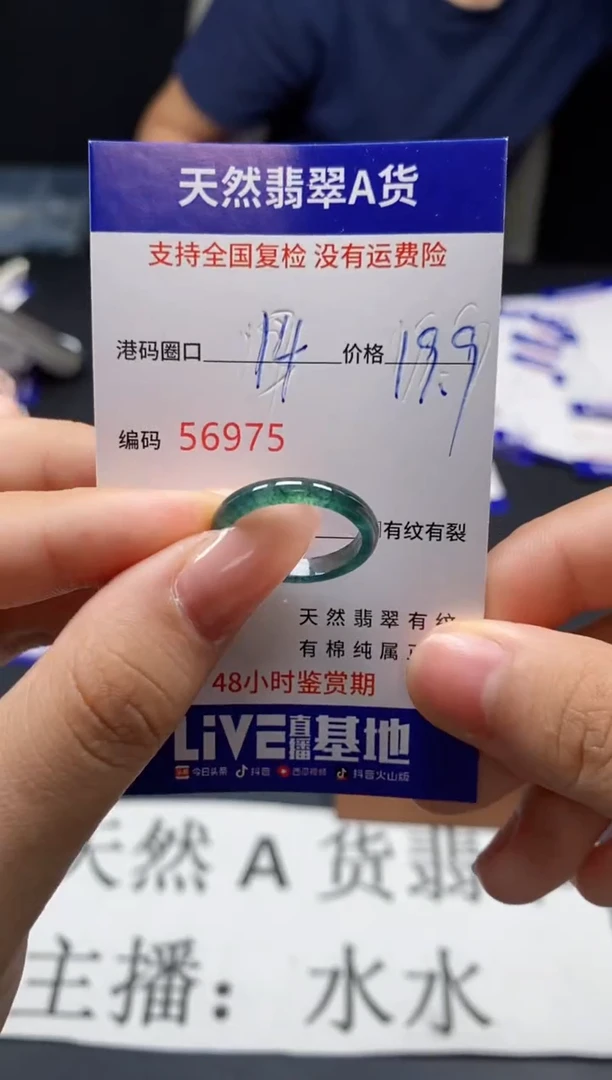 天然翡翠A货
支持全国复检 没有运费险
港码圈口 14 价格 199
编码 56975
有纹有裂
天然翡翠有纹
有棉纯属
48小时鉴赏期
LiVE直播基地
今日头条 抖音 西瓜视频 抖音火山版
天然A货翡
主播：水水